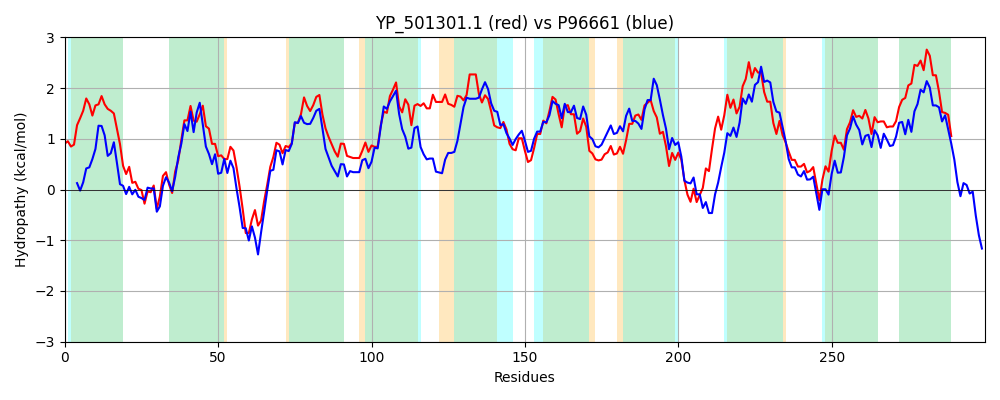 YP_501301.1 (red) vs P96661 (blue)
Hydropathy (kcal/mol)
3
2
1
0
−1
−2
−3
0 50 100 150 200 250
Residues